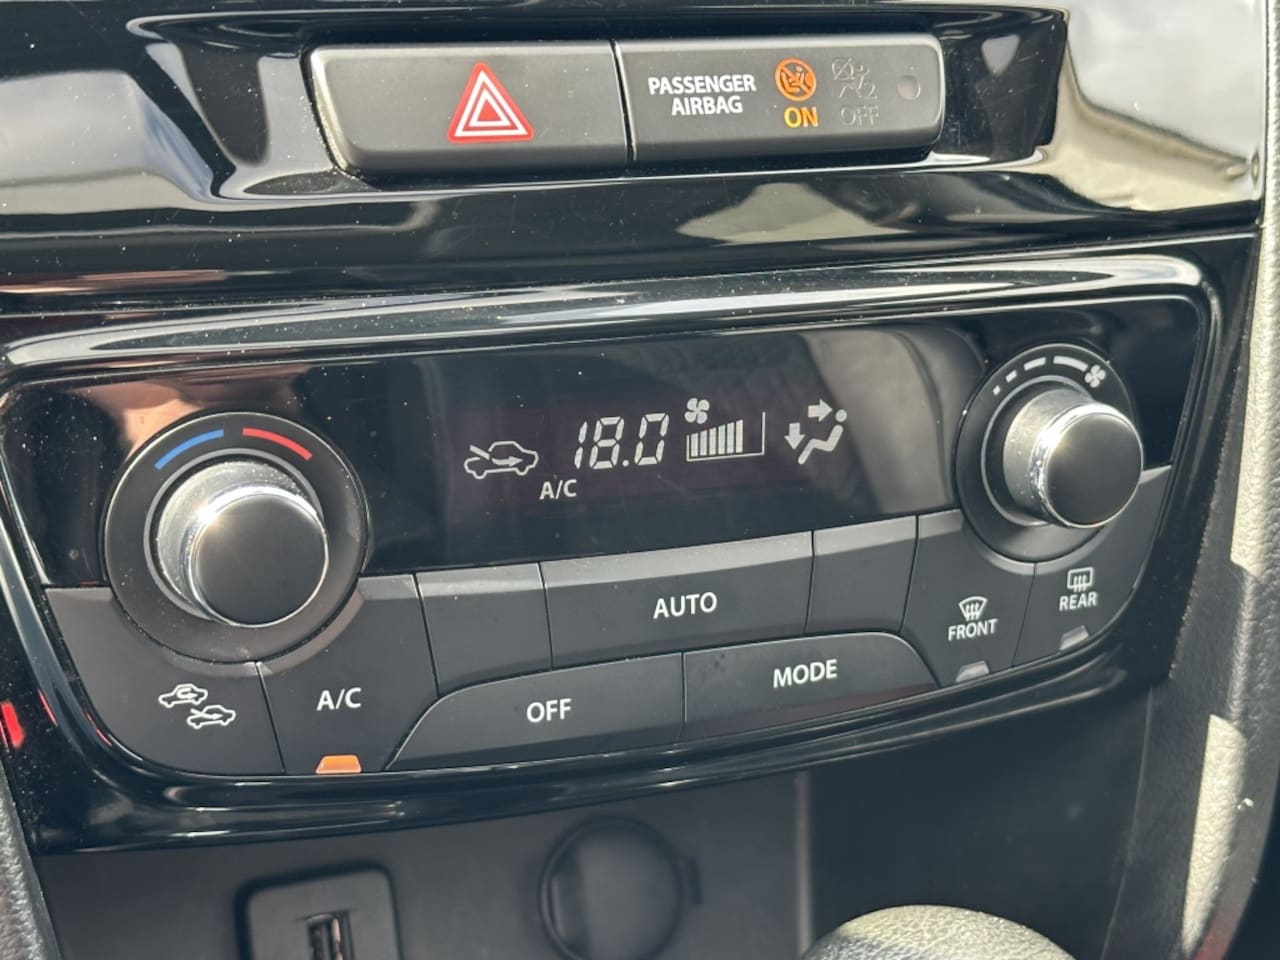 PASSENGER
AIRBAG
ON
OFF
18.0
A/C
AUTO
FRONT
REAR
A/C
OFF
MODE